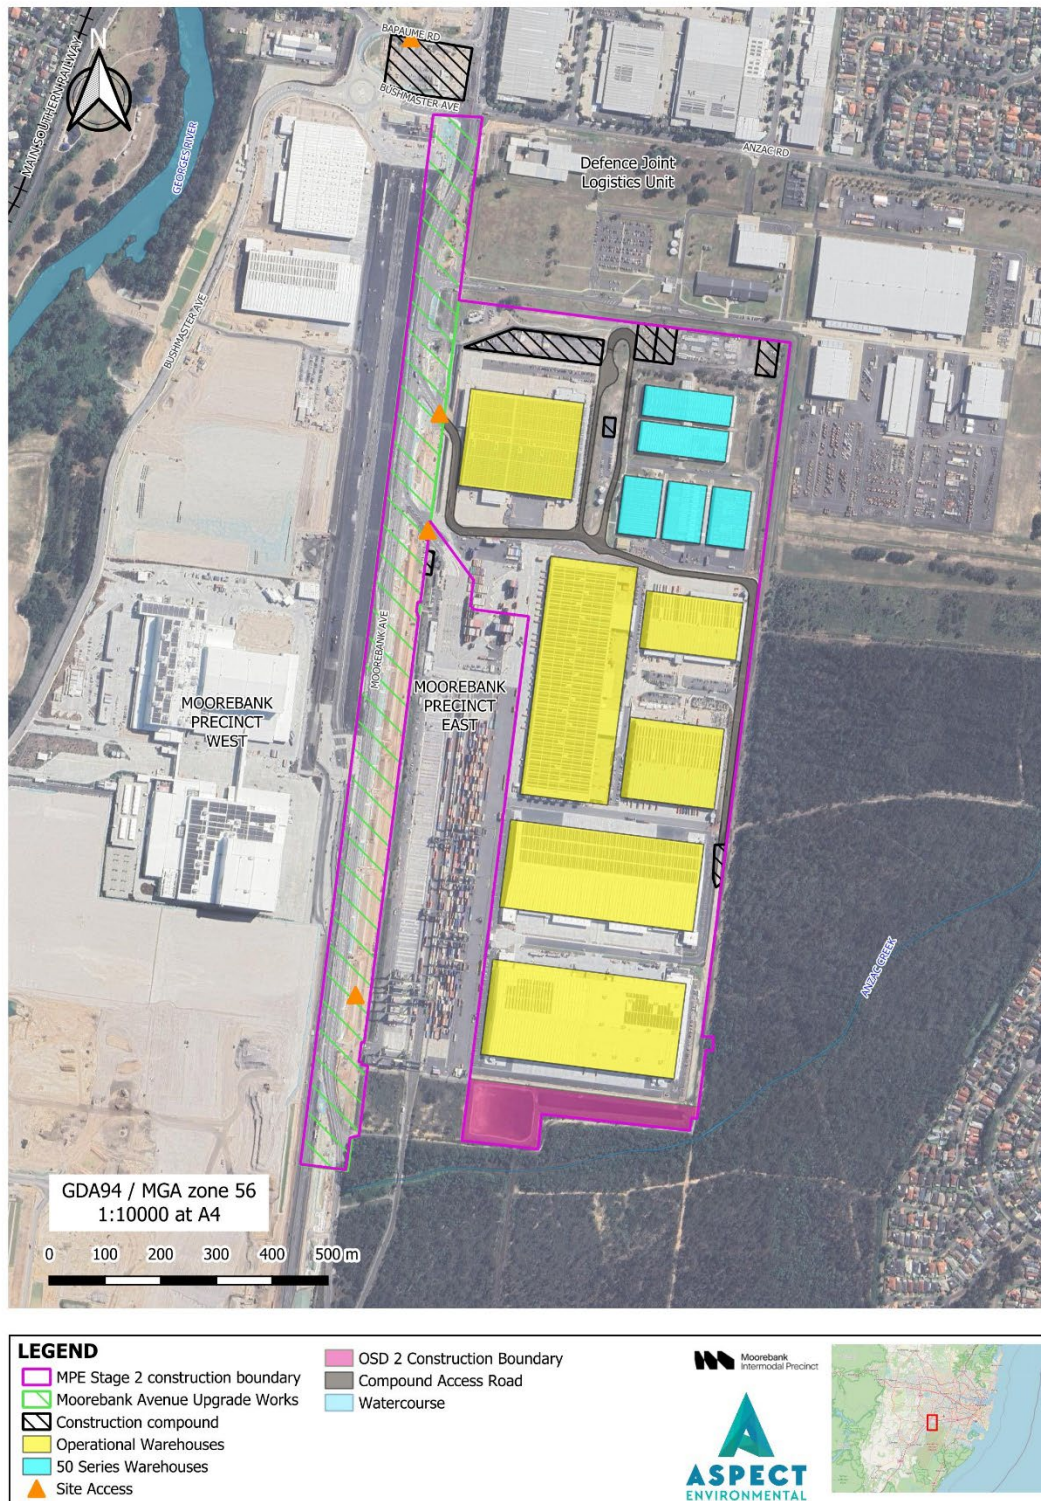 BAPAUME RD
N
BUSHMASTER AVE
MAIN SOUTHERN RAILWAY
GEORGES RIVER
ANZAC RD
Defence Joint
Logistics Unit
BUSHMASTER AVE
MOOREBANK AVE
MOOREBANK
PRECINCT
WEST
MOOREBANK
PRECINCT
EAST
ANZAC CREEK
GDA94 / MGA zone 56
1:10000 at A4
0 100 200 300 400 500 m
LEGEND
MPE Stage 2 construction boundary
Moorebank Avenue Upgrade Works
Construction compound
Operational Warehouses
50 Series Warehouses
Site Access
OSD 2 Construction Boundary
Compound Access Road
Watercourse
Moorebank
Intermodal Precinct
ASPECT
ENVIRONMENTAL